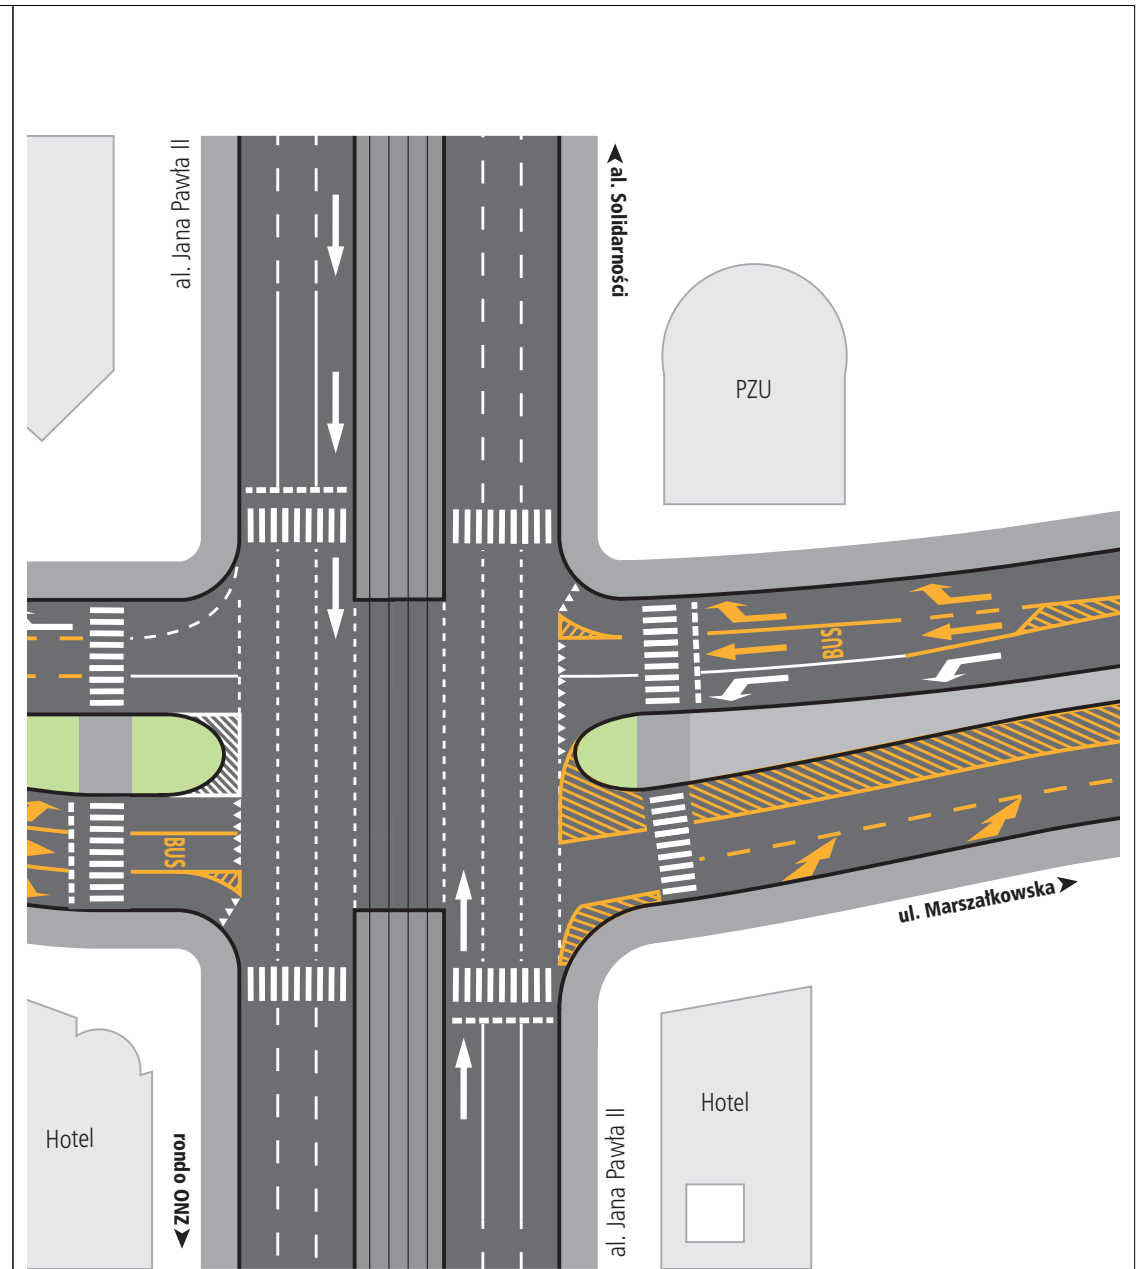 al. Jana Pawła II
al. Solidarności
PZU
BUS
BUS
ul. Marszałkowska
Hotel
Hotel
rondo ONZ
al. Jana Pawła II